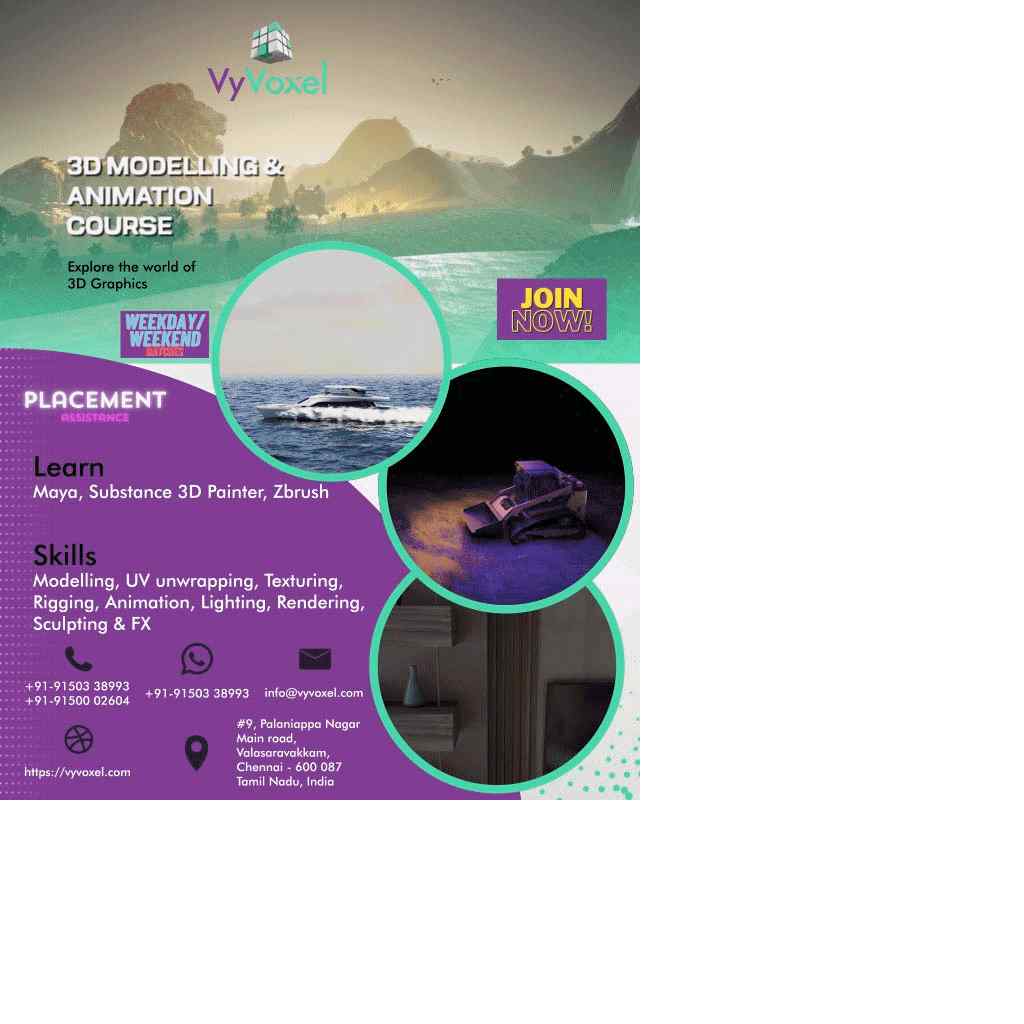 VyVoxel
3D MODELLING &
ANIMATION
COURSE
Explore the world of
3D Graphics
JOIN
NOW!
WEEKDAY/
WEEKEND
BATCHES
PLACEMENT
ASSISTANCE
Learn
Maya, Substance 3D Painter, Zbrush
Skills
Modelling, UV unwrapping, Texturing,
Rigging, Animation, Lighting, Rendering,
Sculpting & FX
+91-91503 38993
+91-91500 02604
+91-91503 38993
info@vyvoxel.com
https://vyvoxel.com
#9, Palaniappa Nagar
Main road,
Valasaravakkam,
Chennai - 600 087
Tamil Nadu, India